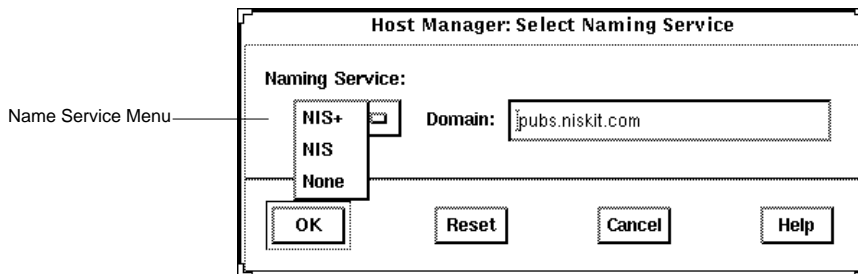 Host Manager: Select Naming Service
Naming Service:
Name Service Menu
NIS+
Domain: pubs.niskit.com
NIS
None
OK Reset Cancel Help